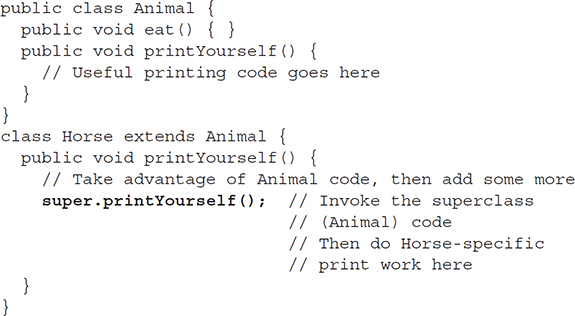 public class Animal {
  public void eat() { }
  public void printYourself() {
    // Useful printing code goes here
  }
}
class Horse extends Animal {
  public void printYourself() {
    // Take advantage of Animal code, then add some more
    super.printYourself();  // Invoke the superclass
                            // (Animal) code
                            // Then do Horse-specific
                            // print work here
  }
}